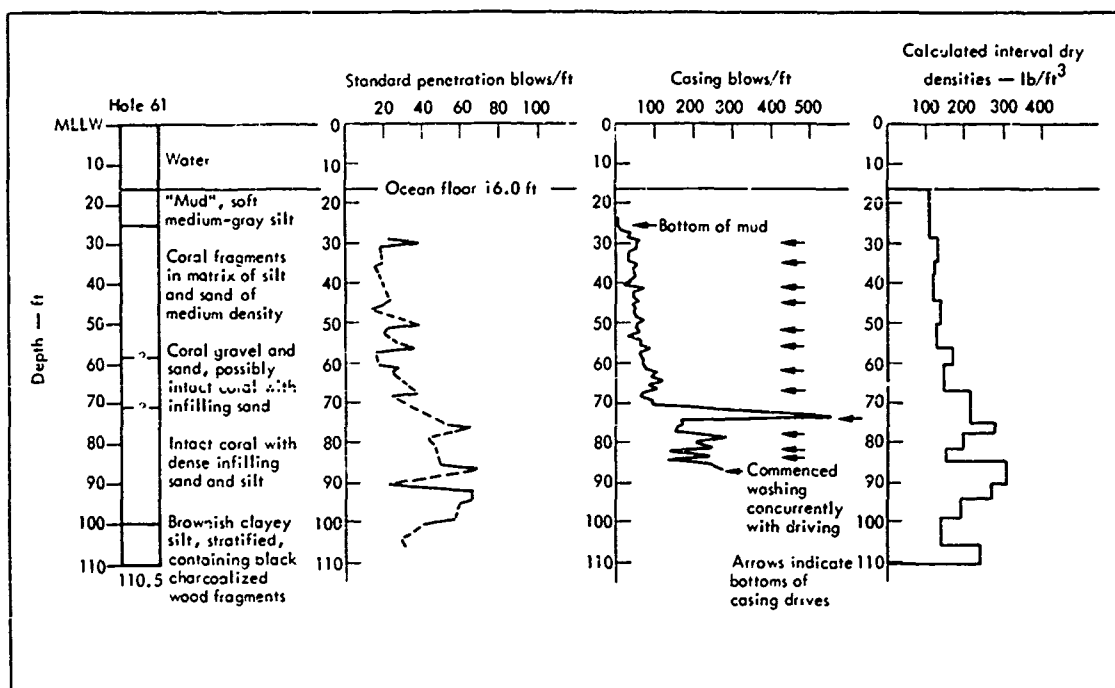 Calculated interval dry
densities — lb/ft3
Standard penetration blows/ft
Casing blows/ft
Hole 61
20 40 60 80 100
100 200 300 400 500
100 200 300 400
MLLW
0
0
0
Water
10
10
10
10
Ocean floor 16.0 ft
20
20
20
20
"Mud", soft
medium-gray silt
Bottom of mud
30
30
30
30
Coral fragments
in matrix of silt
and sand of
medium density
40
40
40
40
50
50
50
50
Depth — ft
Coral gravel and
sand, possibly
intact coral with
infilling sand
?
60
60
60
60
?
70
70
70
70
Intact coral with
dense infilling
sand and silt
80
80
80
80
90
90
90
90
Commenced
washing
concurrently
with driving
100
100
100
100
Brownish clayey
silt, stratified,
containing black
charcoalized
wood fragments
110
110
110
110
110.5
Arrows indicate
bottoms of
casing drives